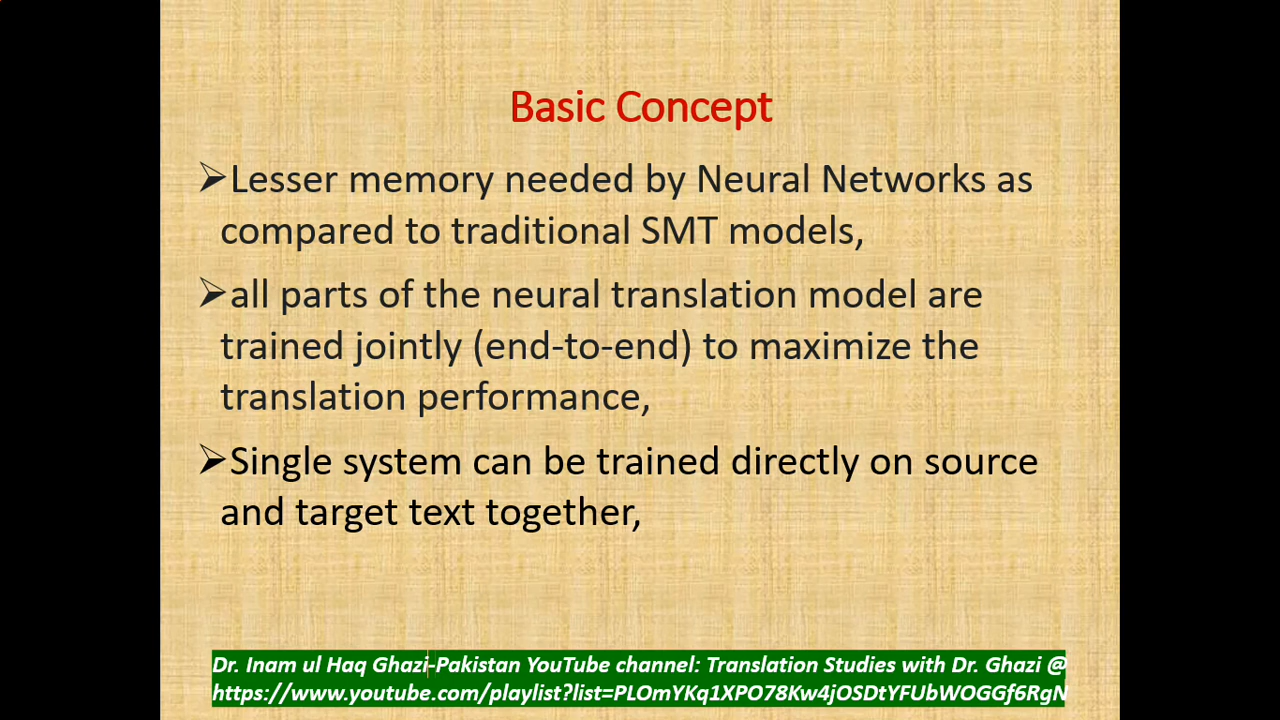 Basic Concept
➢Lesser memory needed by Neural Networks as
compared to traditional SMT models,
➢all parts of the neural translation model are
trained jointly (end-to-end) to maximize the
translation performance,
➢Single system can be trained directly on source
and target text together,
Dr. Inam ul Haq Ghazi-Pakistan YouTube channel: Translation Studies with Dr. Ghazi @
https://www.youtube.com/playlist?list=PLOmYKq1XPO78Kw4jOSDtYFUbWOGGf6RgN